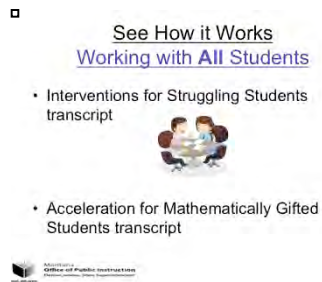 See How it Works
Working with All Students
• Interventions for Struggling Students
transcript
• Acceleration for Mathematically Gifted
Students transcript
Montana
Office of Public Instruction